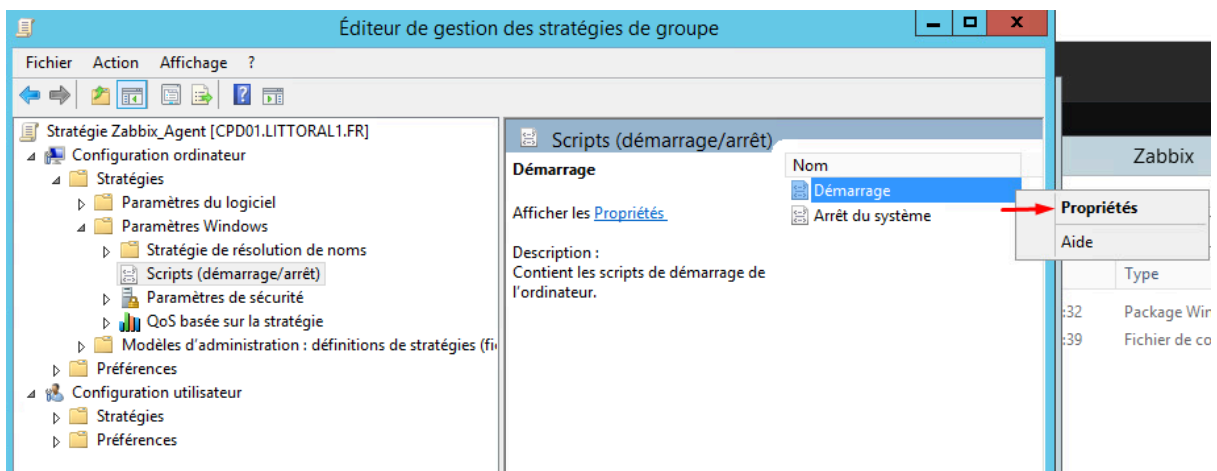 Éditeur de gestion des stratégies de groupe
Fichier Action Affichage ?
Stratégie Zabbix_Agent [CPD01.LITTORAL1.FR]
Configuration ordinateur
Stratégies
Paramètres du logiciel
Paramètres Windows
Stratégie de résolution de noms
Scripts (démarrage/arrêt)
Paramètres de sécurité
QoS basée sur la stratégie
Modèles d'administration : définitions de stratégies (fi
Préférences
Configuration utilisateur
Stratégies
Préférences
Scripts (démarrage/arrêt)
Démarrage
Afficher les Propriétés
Description :
Contient les scripts de démarrage de
l'ordinateur.
Nom
Démarrage
Arrêt du système
Propriétés
Aide
Zabbix
Type
:32 Package Win
:39 Fichier de co